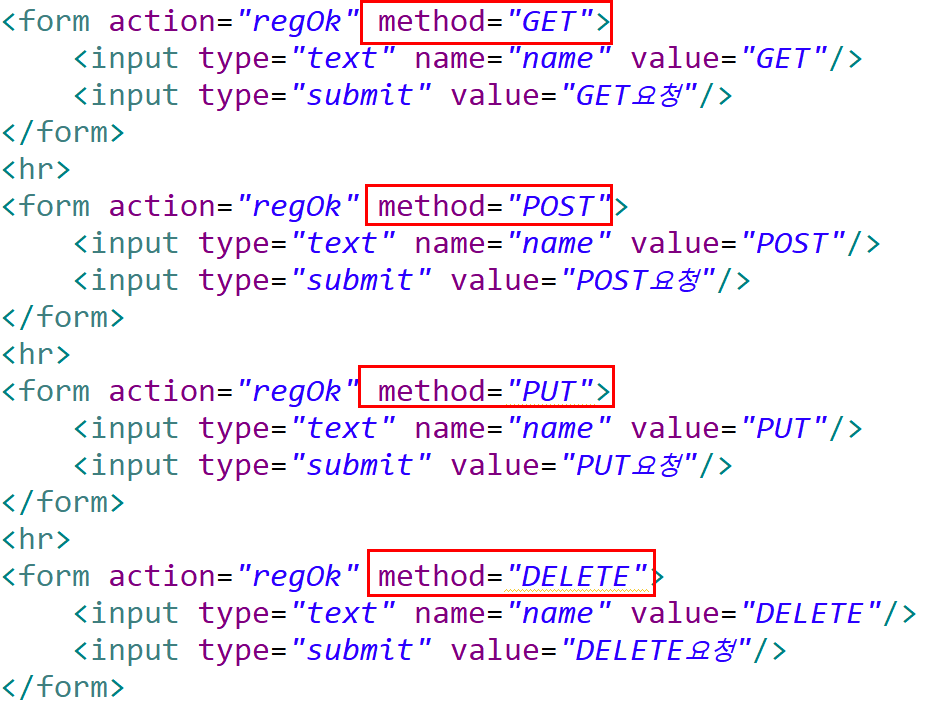 <form action="regOk" method="GET">
<input type="text" name="name" value="GET"/>
<input type="submit" value="GET요청"/>
</form>
<hr>
<form action="regOk" method="POST">
<input type="text" name="name" value="POST"/>
<input type="submit" value="POST요청"/>
</form>
<hr>
<form action="regOk" method="PUT">
<input type="text" name="name" value="PUT"/>
<input type="submit" value="PUT요청"/>
</form>
<hr>
<form action="regOk" method="DELETE">
<input type="text" name="name" value="DELETE"/>
<input type="submit" value="DELETE요청"/>
</form>